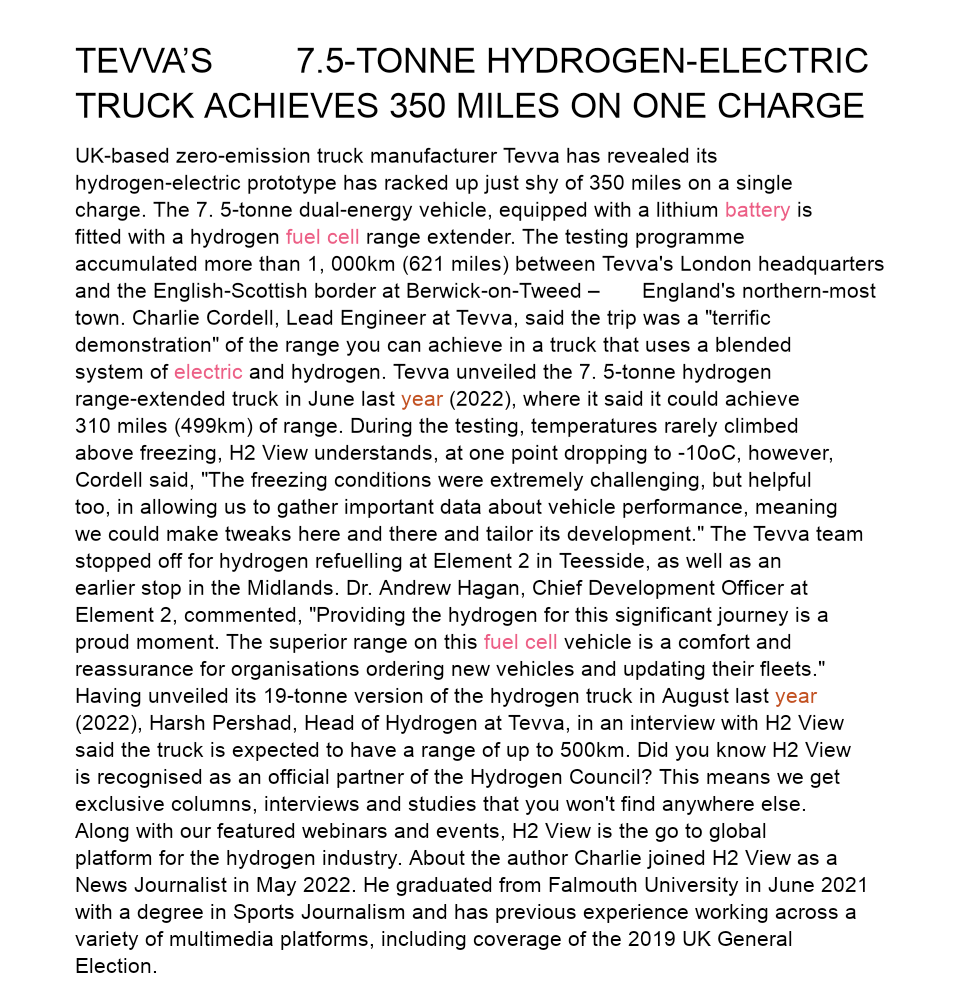 TEVVA’S 7.5-TONNE HYDROGEN-ELECTRIC
TRUCK ACHIEVES 350 MILES ON ONE CHARGE
UK-based zero-emission truck manufacturer Tevva has revealed its
hydrogen-electric prototype has racked up just shy of 350 miles on a single
charge. The 7. 5-tonne dual-energy vehicle, equipped with a lithium battery is
fitted with a hydrogen fuel cell range extender. The testing programme
accumulated more than 1, 000km (621 miles) between Tevva's London headquarters
and the English-Scottish border at Berwick-on-Tweed – England's northern-most
town. Charlie Cordell, Lead Engineer at Tevva, said the trip was a "terrific
demonstration" of the range you can achieve in a truck that uses a blended
system of electric and hydrogen. Tevva unveiled the 7. 5-tonne hydrogen
range-extended truck in June last year (2022), where it said it could achieve
310 miles (499km) of range. During the testing, temperatures rarely climbed
above freezing, H2 View understands, at one point dropping to -10oC, however,
Cordell said, "The freezing conditions were extremely challenging, but helpful
too, in allowing us to gather important data about vehicle performance, meaning
we could make tweaks here and there and tailor its development." The Tevva team
stopped off for hydrogen refuelling at Element 2 in Teesside, as well as an
earlier stop in the Midlands. Dr. Andrew Hagan, Chief Development Officer at
Element 2, commented, "Providing the hydrogen for this significant journey is a
proud moment. The superior range on this fuel cell vehicle is a comfort and
reassurance for organisations ordering new vehicles and updating their fleets."
Having unveiled its 19-tonne version of the hydrogen truck in August last year
(2022), Harsh Pershad, Head of Hydrogen at Tevva, in an interview with H2 View
said the truck is expected to have a range of up to 500km. Did you know H2 View
is recognised as an official partner of the Hydrogen Council? This means we get
exclusive columns, interviews and studies that you won't find anywhere else.
Along with our featured webinars and events, H2 View is the go to global
platform for the hydrogen industry. About the author Charlie joined H2 View as a
News Journalist in May 2022. He graduated from Falmouth University in June 2021
with a degree in Sports Journalism and has previous experience working across a
variety of multimedia platforms, including coverage of the 2019 UK General
Election.